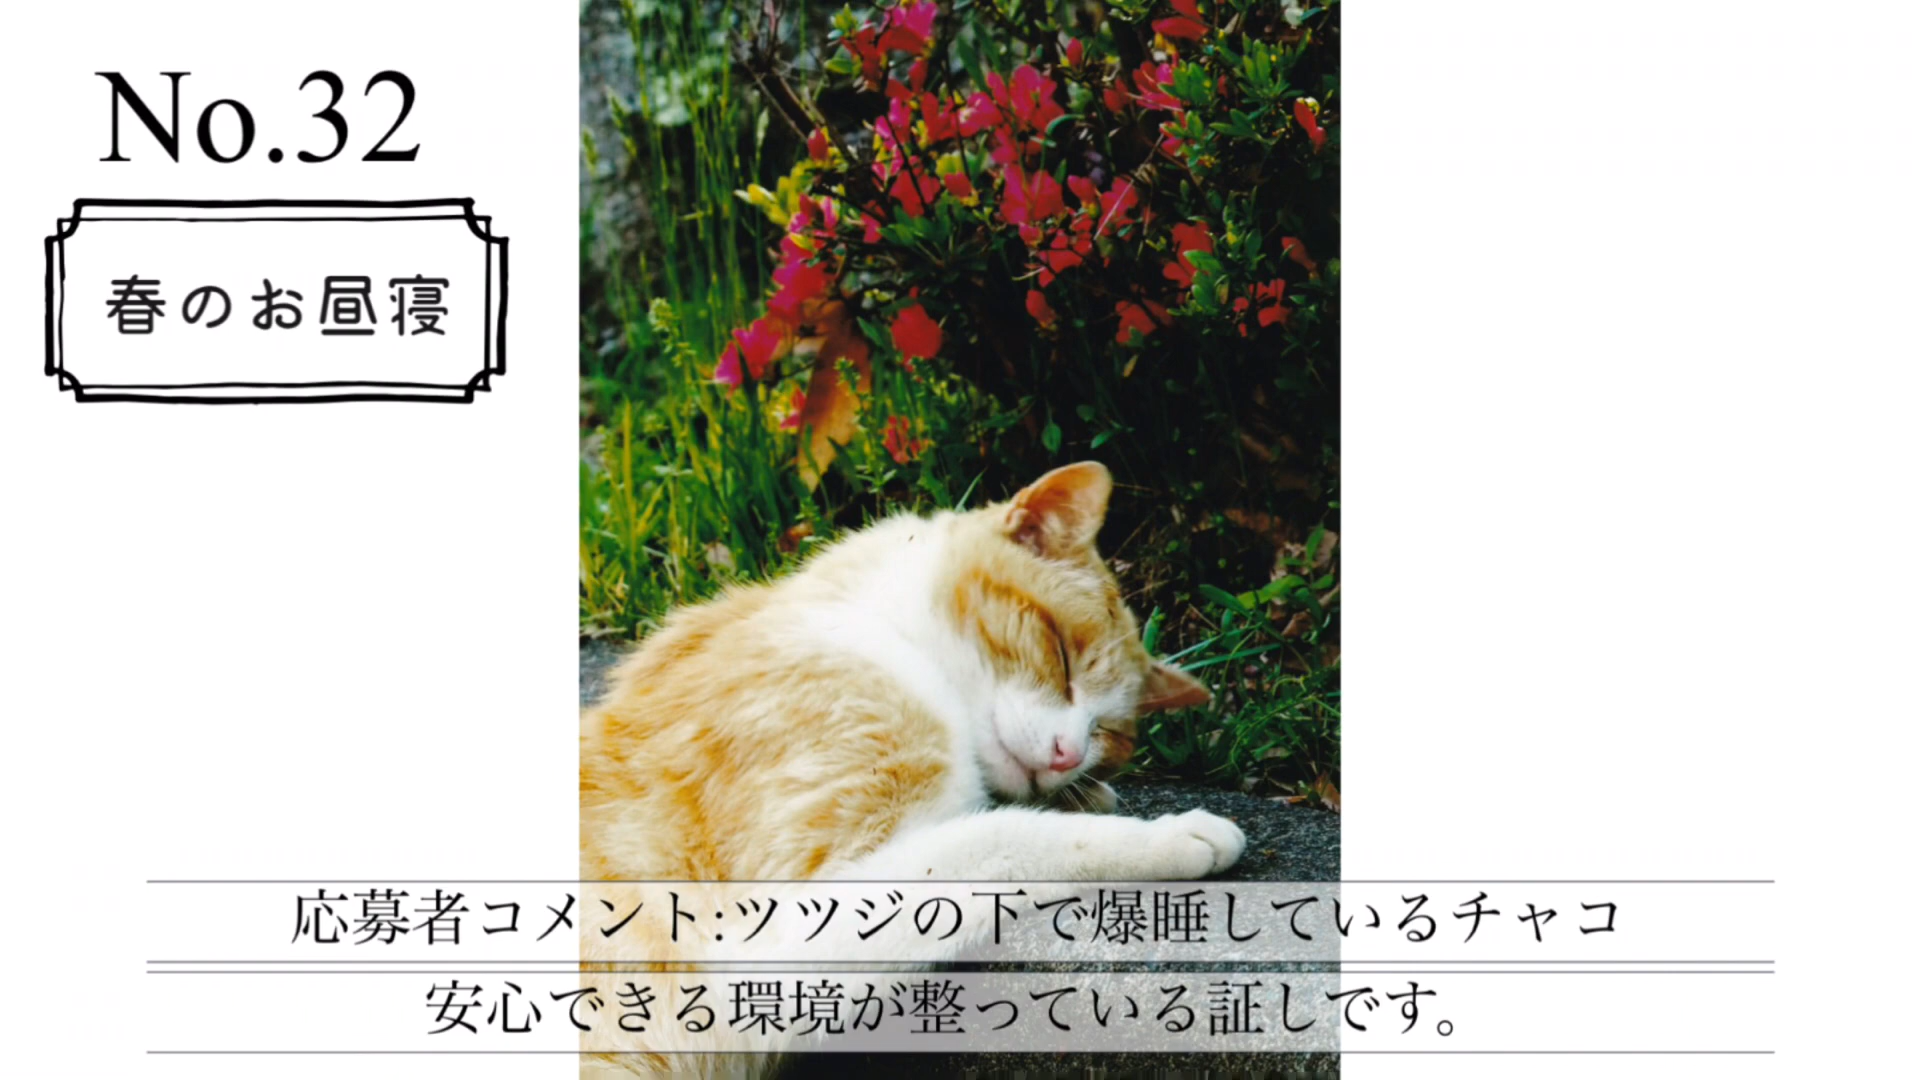 No.32
春のお昼寝
応募者コメント:ツツジの下で爆睡しているチャコ
安心できる環境が整っている証しです。